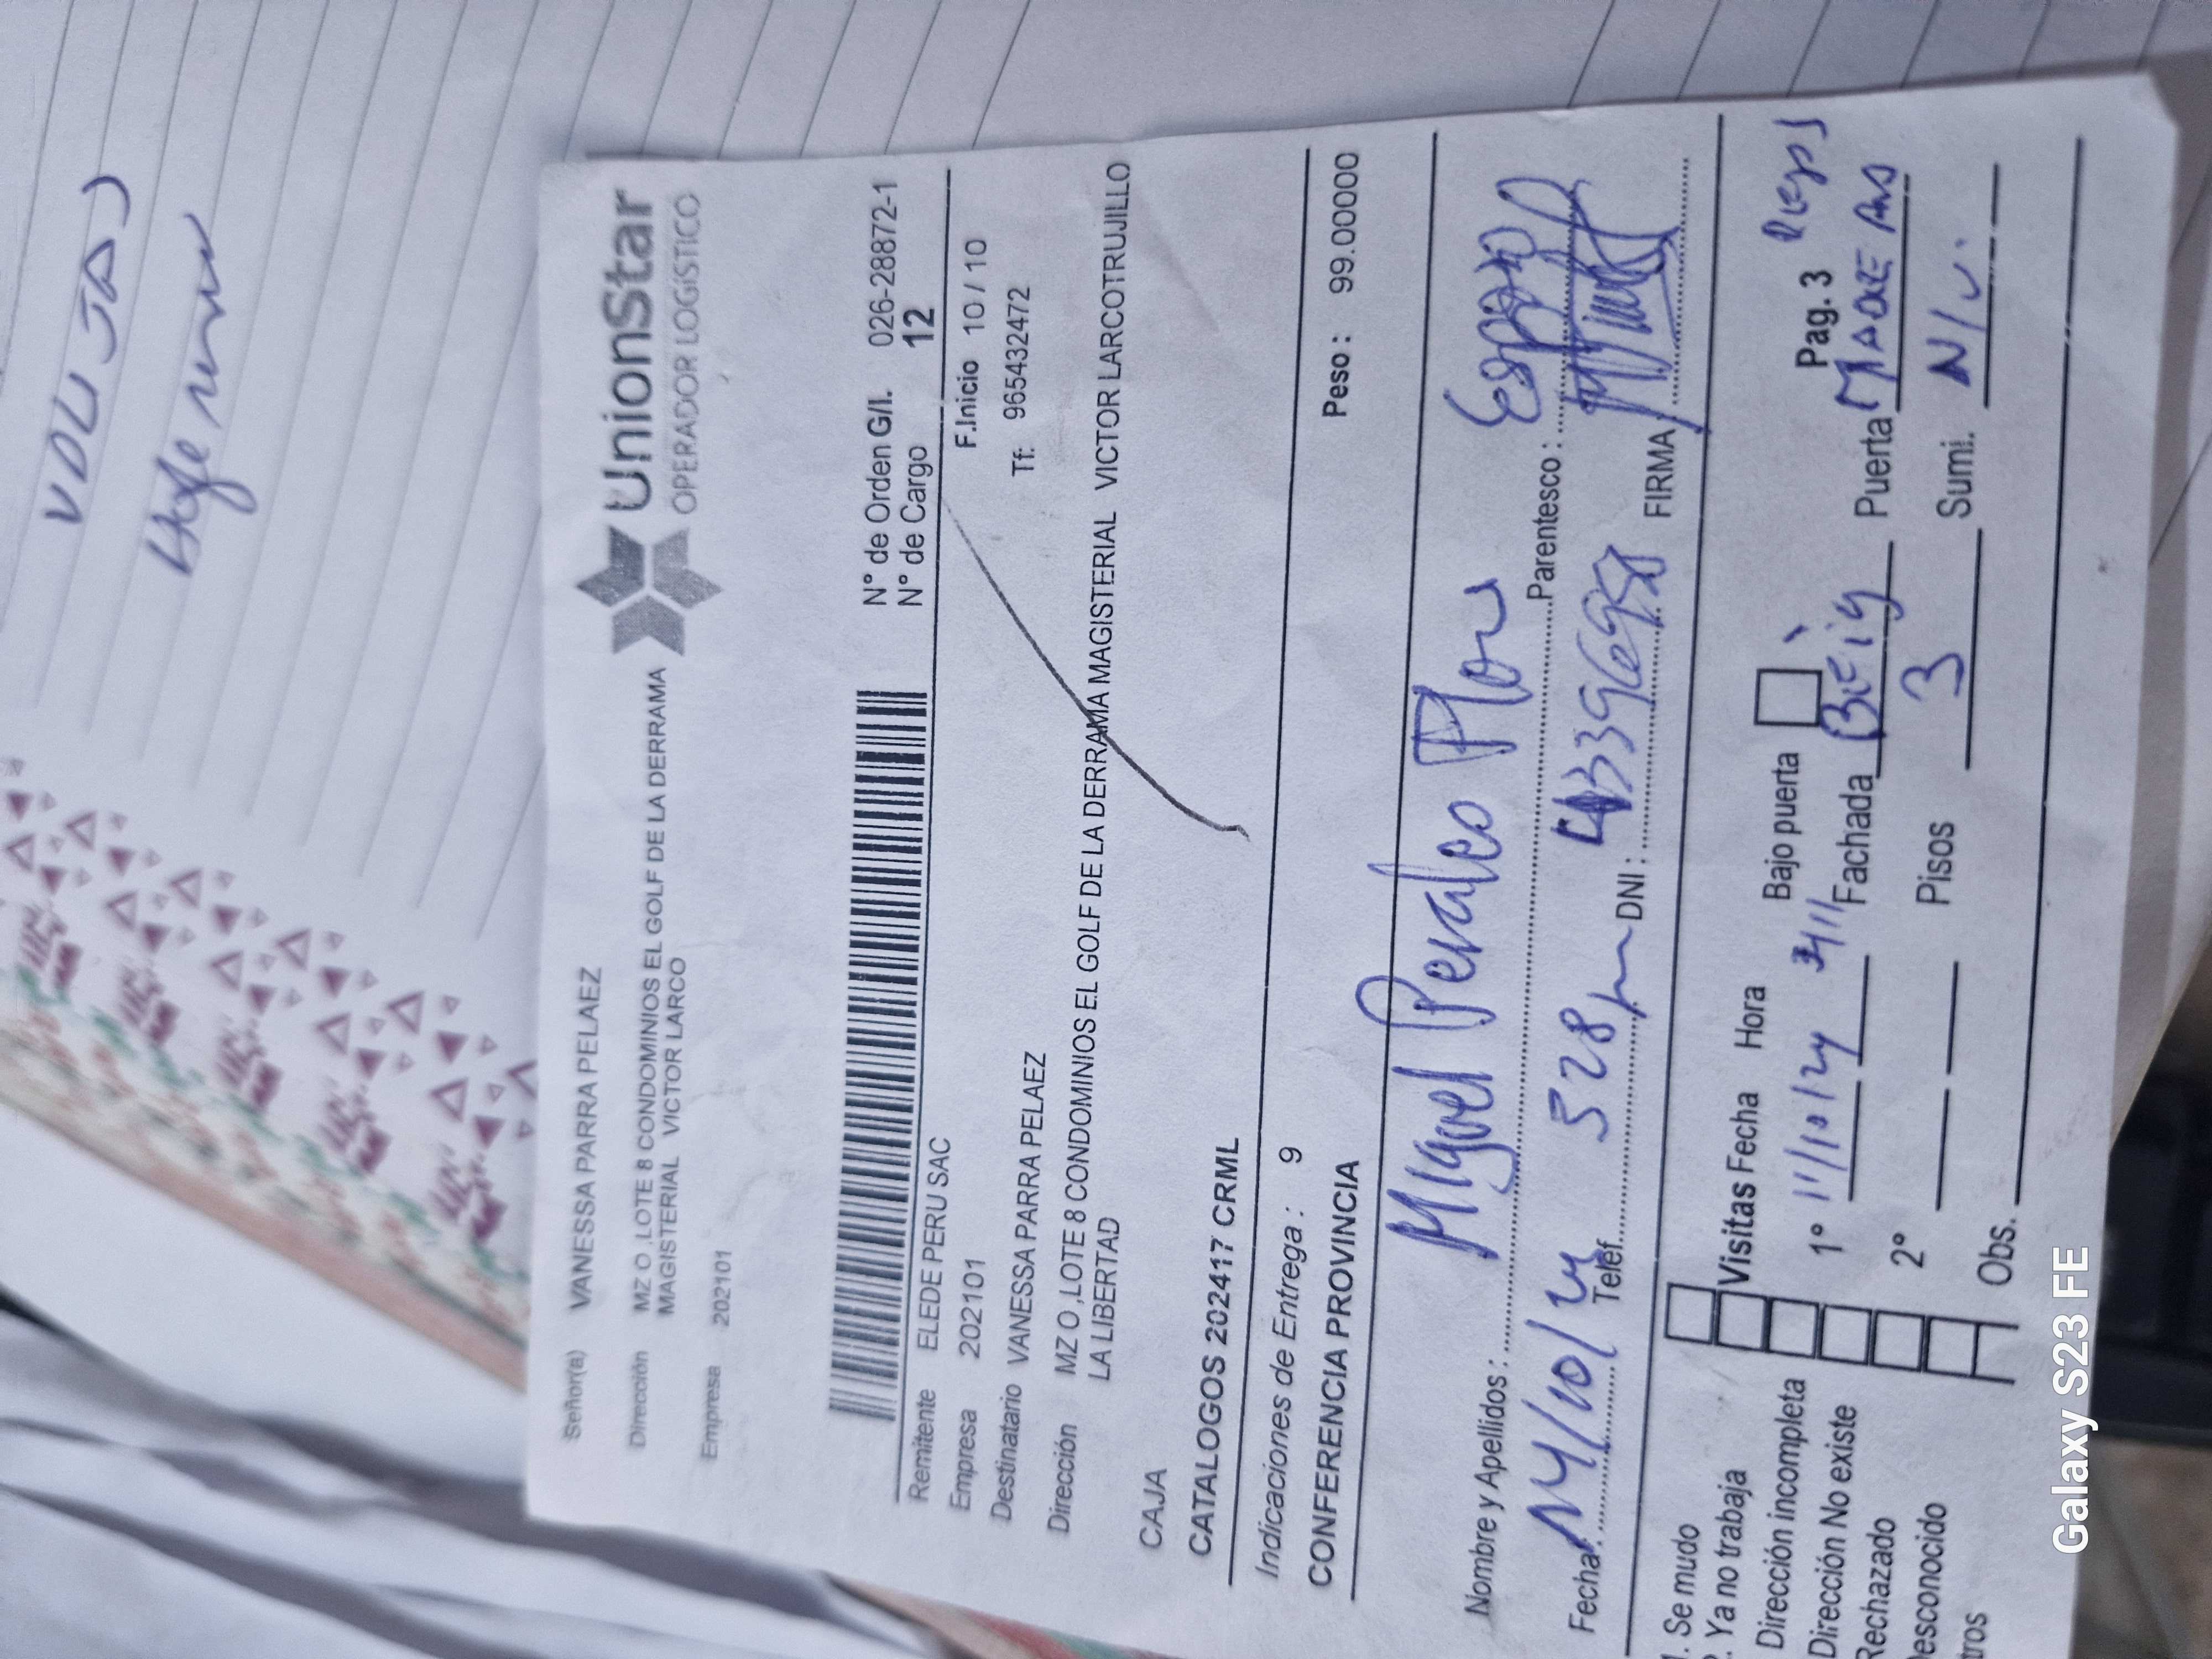 Señor(a) VANESSA PARRA PELAEZ
UnionStar
OPERADOR LOGÍSTICO
Dirección MZ O ,LOTE 8 CONDOMINIOS EL GOLF DE LA DERRAMA
MAGISTERIAL VICTOR LARCO
Empresa 202101
N° de Orden G/I. 026-28872-1
N° de Cargo 12
Remitente ELEDE PERU SAC
Empresa 202101 F.Inicio 10 / 10
Destinatario VANESSA PARRA PELAEZ Tf: 965432472
Dirección MZ O ,LOTE 8 CONDOMINIOS EL GOLF DE LA DERRAMA MAGISTERIAL VICTOR LARCOTRUJILLO
LA LIBERTAD
CAJA
CATALOGOS 202417 CRML
Indicaciones de Entrega : 9
CONFERENCIA PROVINCIA Peso : 99.00000
Nombre y Apellidos : Miguel Perales Flor Parentesco : Esposo
Fecha: 14/10/24 Telef. 528 pm DNI : FIRMA
. Se mudo
. Ya no trabaja
Dirección incompleta
Dirección No existe
Rechazado
Desconocido
tros
Visitas Fecha Hora Bajo puerta Pag. 3
1° 11/10/24 Fachada Beig Puerta
2° Pisos 3 Sumi. N/V.
Obs.
Galaxy S23 FE